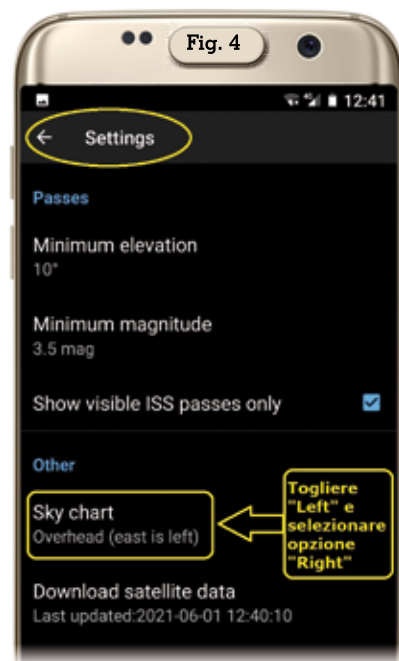 Fig. 4
12:41
Settings
Passes
Minimum elevation
10°
Minimum magnitude
3.5 mag
Show visible ISS passes only
Other
Sky chart
Overhead (east is left)
Togliere
"Left" e
selezionare
opzione
"Right"
Download satellite data
Last updated:2021-06-01 12:40:10